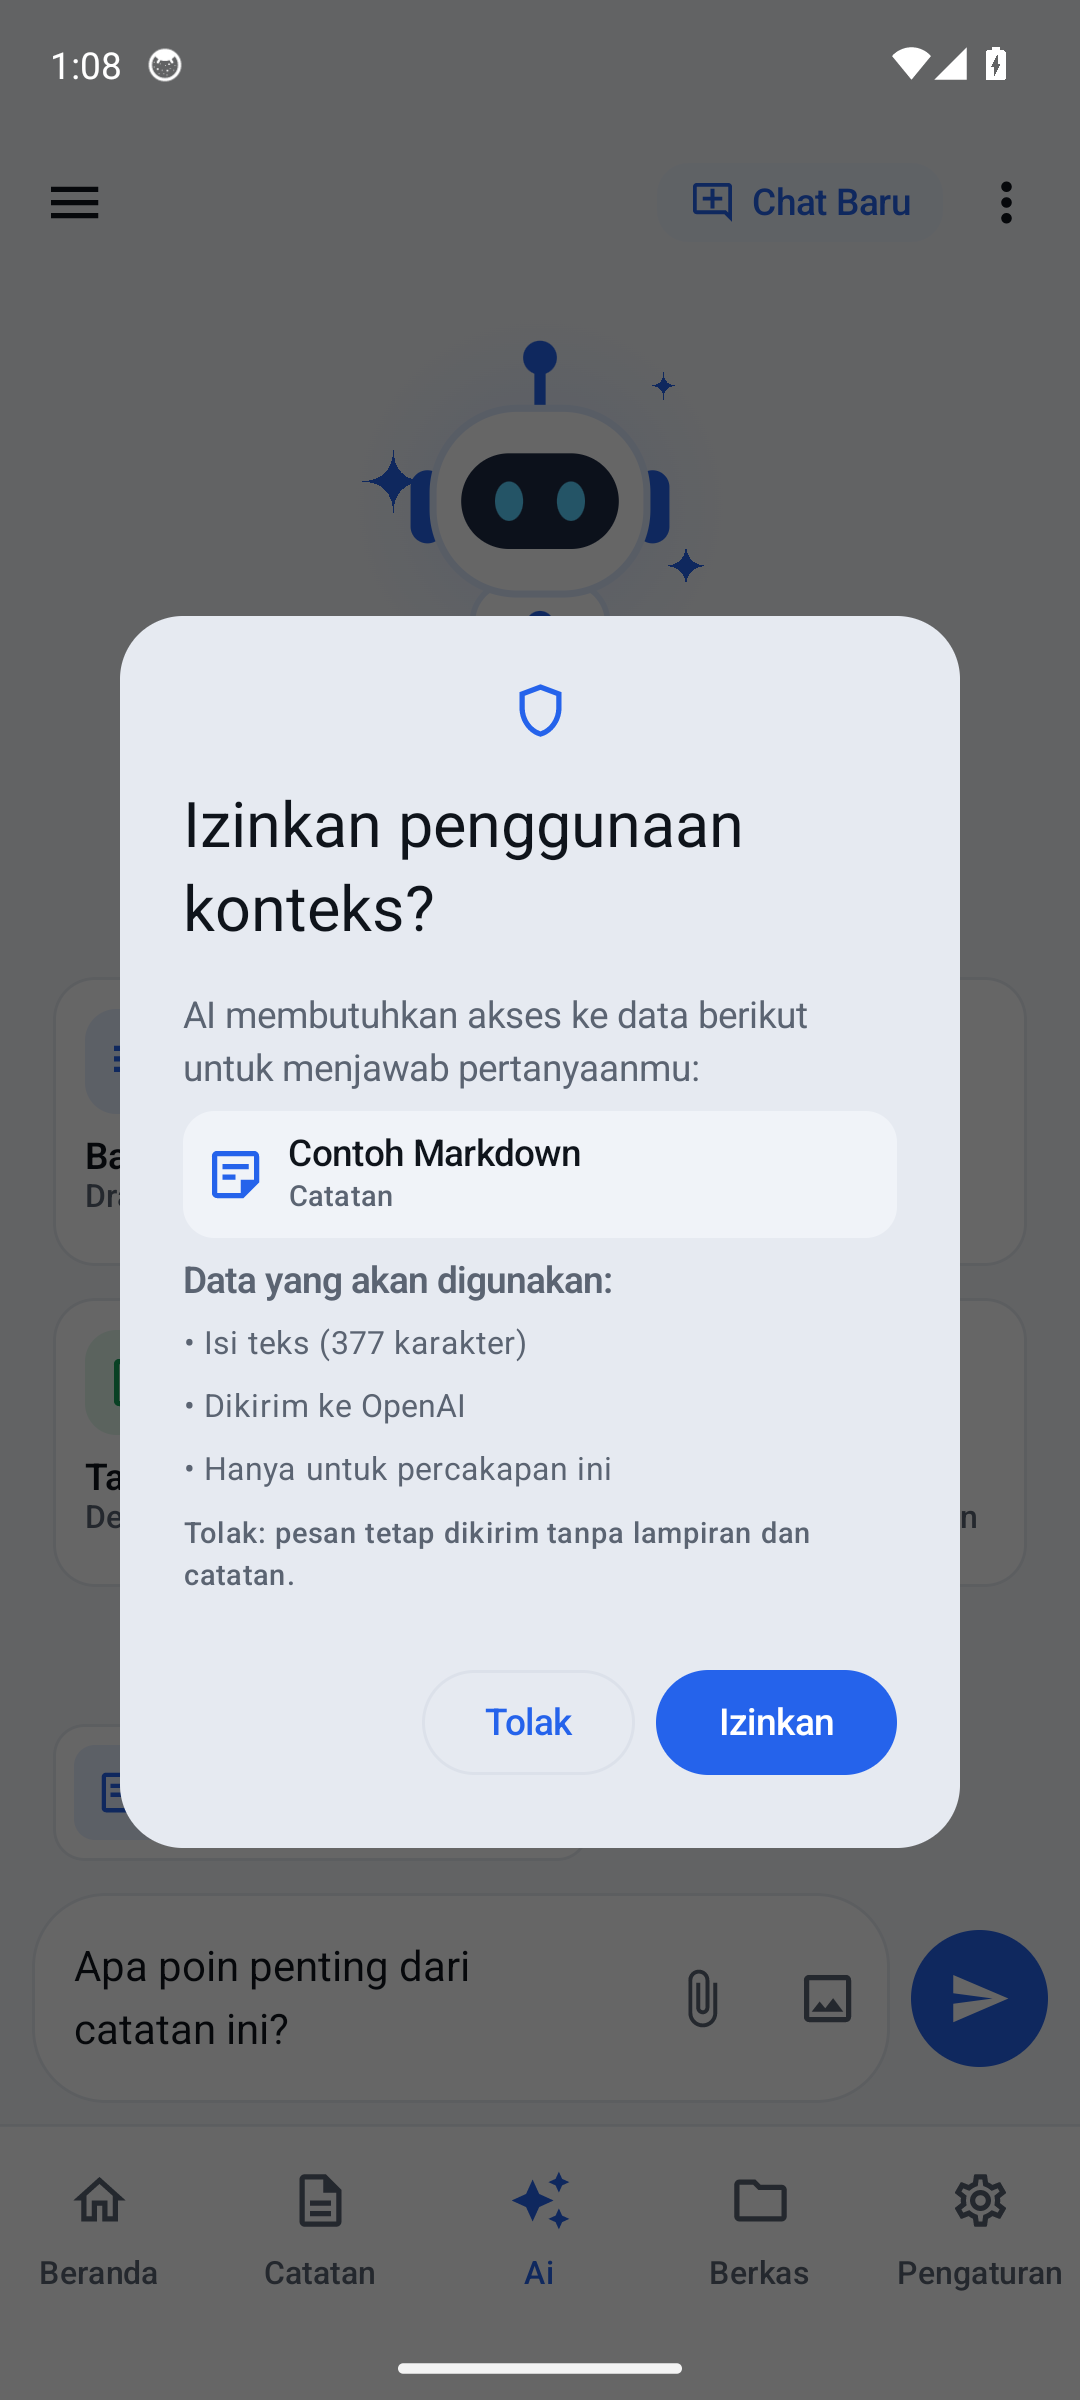 1:08
Chat Baru
Izinkan penggunaan
konteks?
AI membutuhkan akses ke data berikut
untuk menjawab pertanyaanmu:
Contoh Markdown
Catatan
Data yang akan digunakan:
• Isi teks (377 karakter)
• Dikirim ke OpenAI
• Hanya untuk percakapan ini
Tolak: pesan tetap dikirim tanpa lampiran dan
catatan.
Tolak
Izinkan
Apa poin penting dari
catatan ini?
Beranda
Catatan
Ai
Berkas
Pengaturan